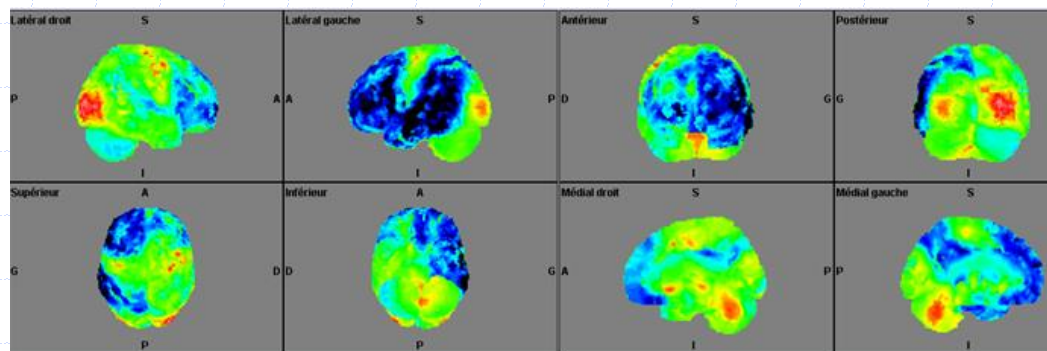 Latéral droit S
P A
I
Latéral gauche S
A P
I
Antérieur S
D G
I
Postérieur S
G
I
Supérieur A
G D
P
Inférieur A
D G
P
Médial droit S
A P
I
Médial gauche S
P
I